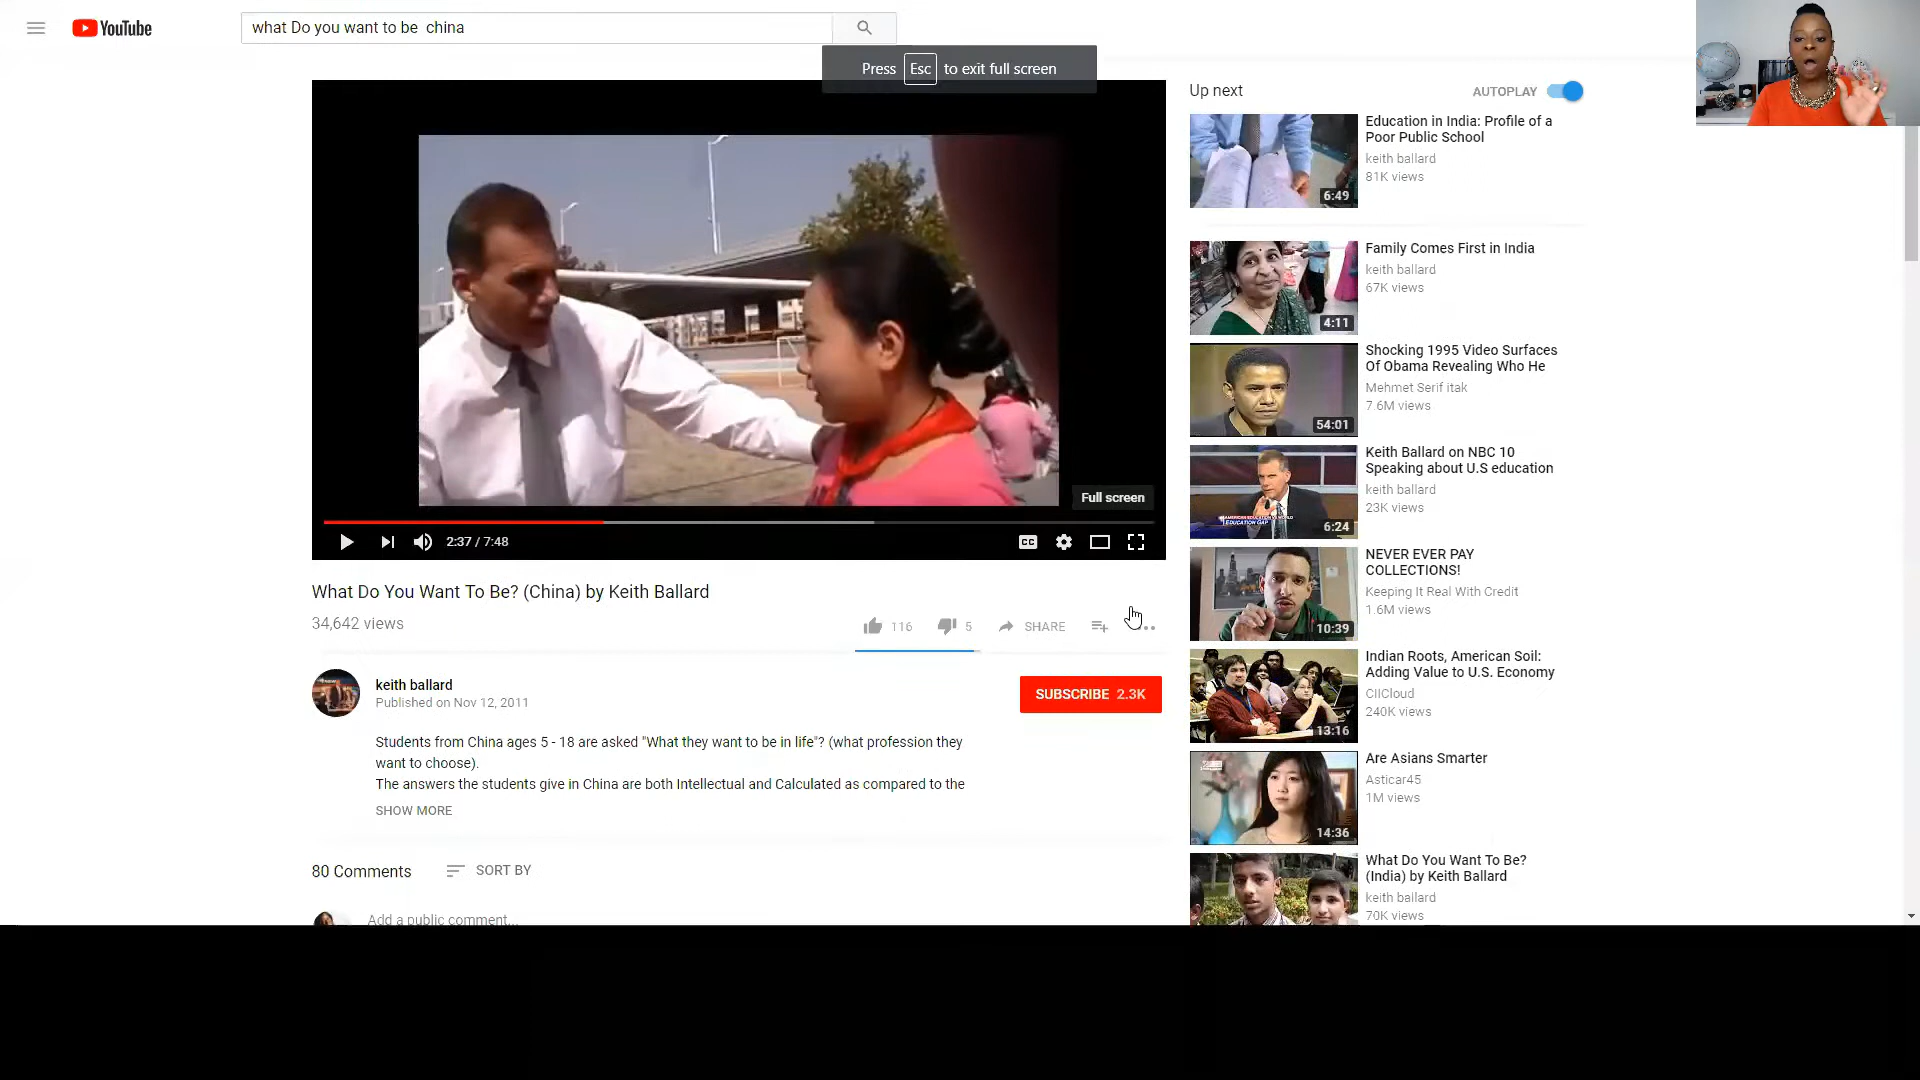 YouTube
what Do you want to be  china
Press Esc to exit full screen
Full screen
2:37 / 7:48
CC
What Do You Want To Be? (China) by Keith Ballard
34,642 views
116
5
SHARE
keith ballard
Published on Nov 12, 2011
SUBSCRIBE 2.3K
Students from China ages 5 - 18 are asked "What they want to be in life"? (what profession they
want to choose).
The answers the students give in China are both Intellectual and Calculated as compared to the
SHOW MORE
80 Comments
SORT BY
Add a public comment...
Up next
AUTOPLAY
6:49
Education in India: Profile of a
Poor Public School
keith ballard
81K views
4:11
Family Comes First in India
keith ballard
67K views
54:01
Shocking 1995 Video Surfaces
Of Obama Revealing Who He
Mehmet Serif itak
7.6M views
EDUCATION GAP
6:24
Keith Ballard on NBC 10
Speaking about U.S education
keith ballard
23K views
10:39
NEVER EVER PAY
COLLECTIONS!
Keeping It Real With Credit
1.6M views
13:16
Indian Roots, American Soil:
Adding Value to U.S. Economy
CIICloud
240K views
14:36
Are Asians Smarter
Asticar45
1M views
What Do You Want To Be?
(India) by Keith Ballard
keith ballard
70K views